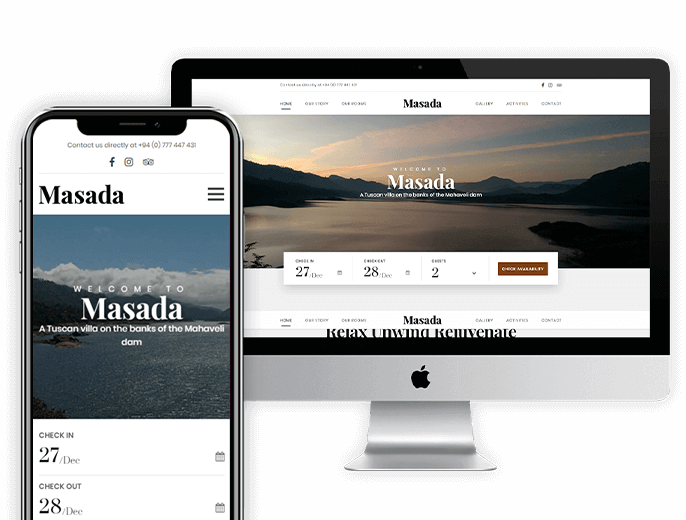 Contact us directly at +94 (0) 777 447 431
Masada
WELCOME TO
Masada
A Tuscan villa on the banks of the Mahaveli
dam
CHECK IN
27/Dec
CHECK OUT
28/Dec
Contact us directly at +94 (0) 777 447 431
HOME OUR STORY OUR ROOMS Masada GALLERY ACTIVITIES CONTACT
WELCOME TO
Masada
A Tuscan villa on the banks of the Mahaveli dam
CHECK IN CHECK OUT GUESTS
27/Dec 28/Dec 2 CHECK AVAILABILITY
HOME OUR STORY OUR ROOMS Masada GALLERY ACTIVITIES CONTACT
Relax Unwind Rejuvenate